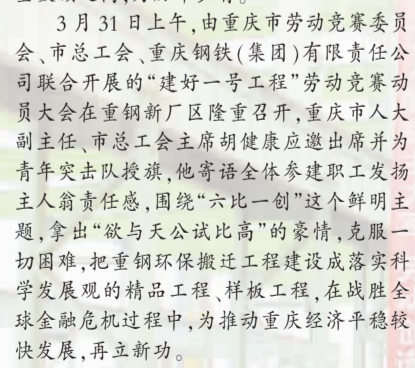 3月31日上午,由重庆市劳动竞赛委员
会、市总工会、重庆钢铁(集团)有限责任公
司联合开展的“建好一号工程”劳动竞赛动
员大会在重钢新厂区隆重召开,重庆市人大
副主任、市总工会主席胡健康应邀出席并为
青年突击队授旗,他寄语全体参建职工发扬
主人翁责任感,围绕“六比一创”这个鲜明主
题,拿出“欲与天公试比高”的豪情,克服一
切困难,把重钢环保搬迁工程建设成落实科
学发展观的精品工程、样板工程,在战胜全
球金融危机过程中,为推动重庆经济平稳较
快发展,再立新功。